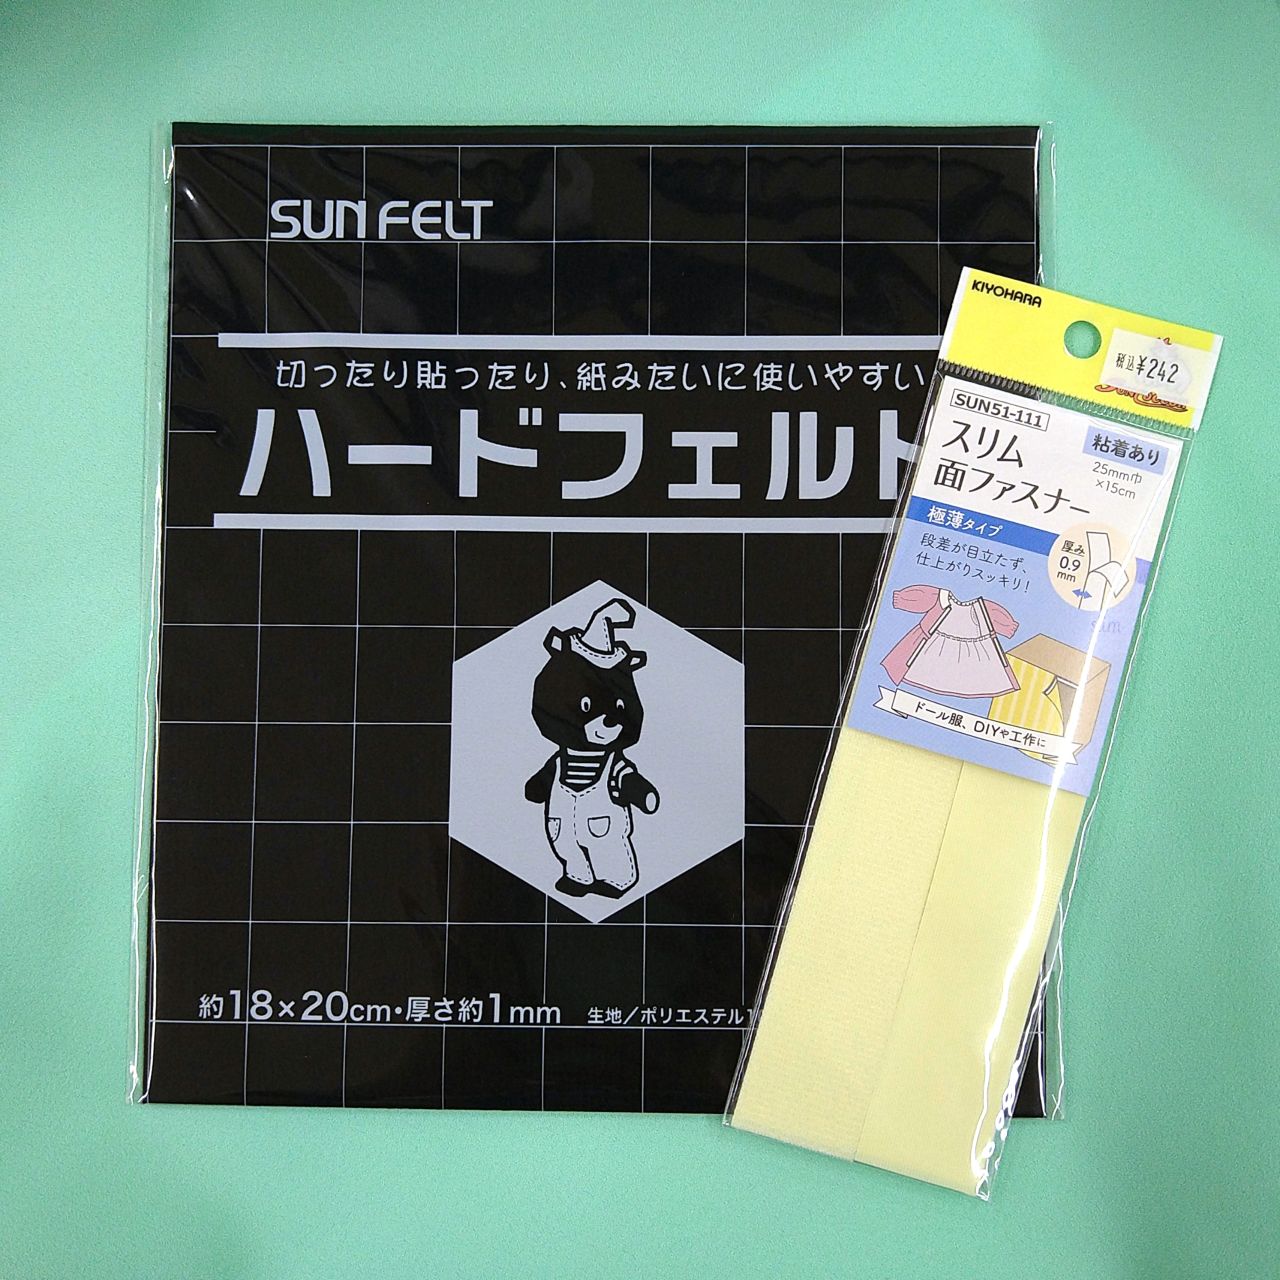 SUN FELT
切ったり貼ったり、紙みたいに使いやすい
ハードフェルト
約18×20cm・厚さ約1mm
生地／ポリエステル
KIYOHARA
税込¥242
SUN51-111
スリム
面ファスナー
粘着あり
25mm巾
×15cm
極薄タイプ
段差が目立たず、
仕上がりスッキリ!
厚み
0.9
mm
slim
ドール服、DIYや工作に